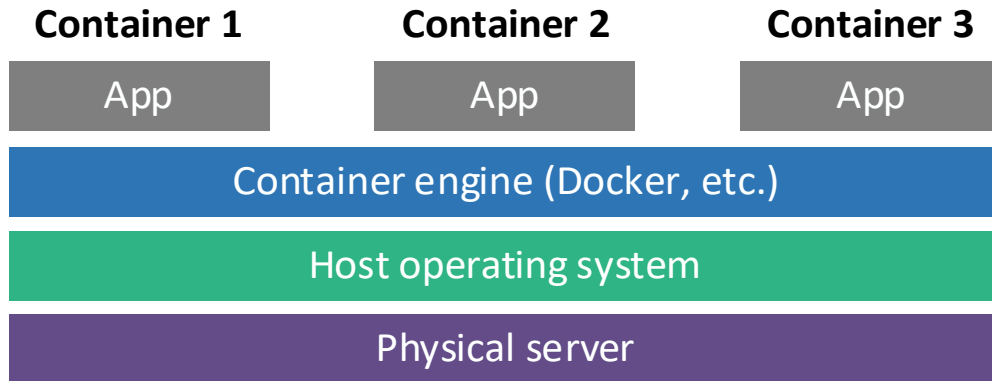 Container 1
Container 2
Container 3
App
App
App
Container engine (Docker, etc.)
Host operating system
Physical server